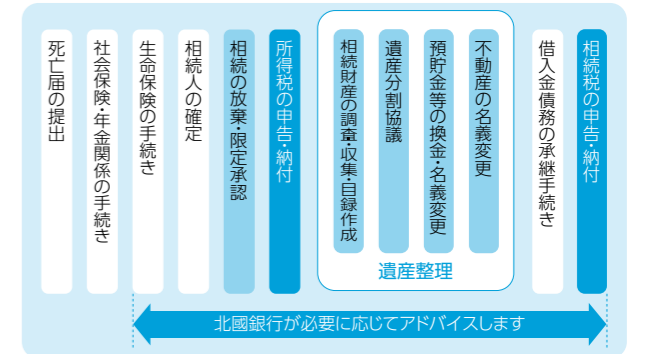 死亡届の提出
社会保険・年金関係の手続き
生命保険の手続き
相続人の確定
相続の放棄・限定承認
所得税の申告・納付
相続財産の調査・収集・目録作成
遺産分割協議
預貯金等の換金・名義変更
不動産の名義変更
遺産整理
借入金債務の承継手続き
相続税の申告・納付
北國銀行が必要に応じてアドバイスします